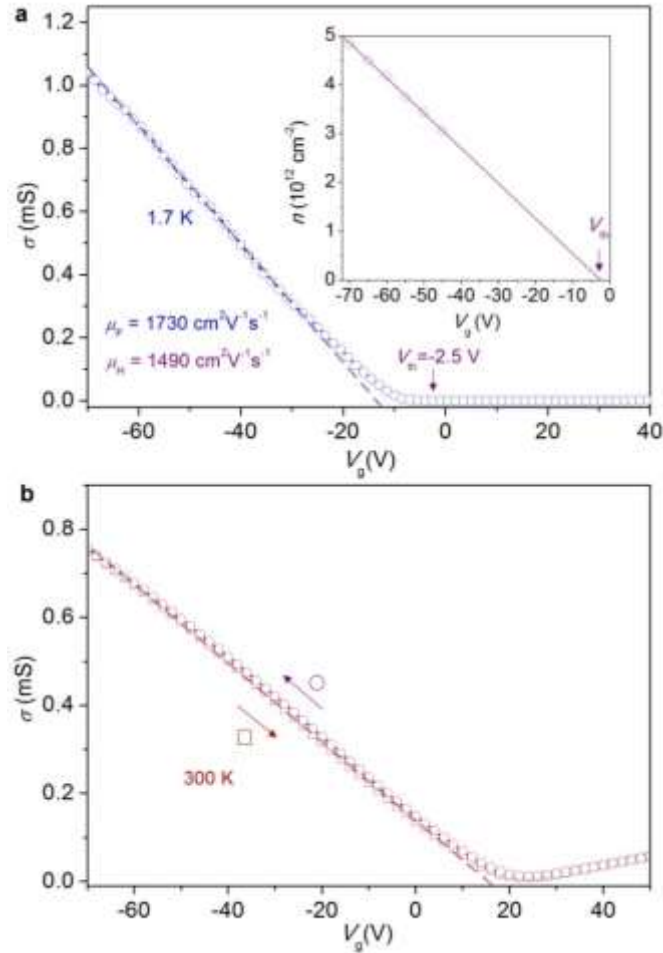 a
1.2
1.0
0.8
0.6
0.4
0.2
0.0
σ (mS)
1.7 K
μF = 1730 cm²V⁻¹s⁻¹
μH = 1490 cm²V⁻¹s⁻¹
Vth=-2.5 V
-60 -40 -20 0 20 40
Vg(V)
5
4
3
2
1
0
n (10¹² cm⁻²)
Vth
-70 -60 -50 -40 -30 -20 -10 0
Vg(V)
b
0.8
0.6
0.4
0.2
0.0
σ (mS)
300 K
-60 -40 -20 0 20 40
Vg(V)